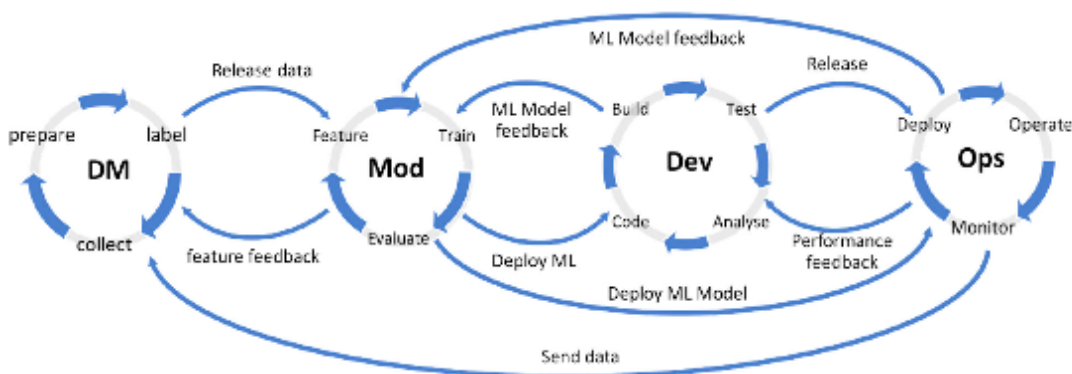 ML Model feedback
Release data
Release
prepare
label
Feature
Train
ML Model
feedback
Build
Test
Deploy
Operate
DM
Mod
Dev
Ops
collect
Evaluate
Code
Analyse
Monitor
feature feedback
Deploy ML
Performance
feedback
Deploy ML Model
Send data